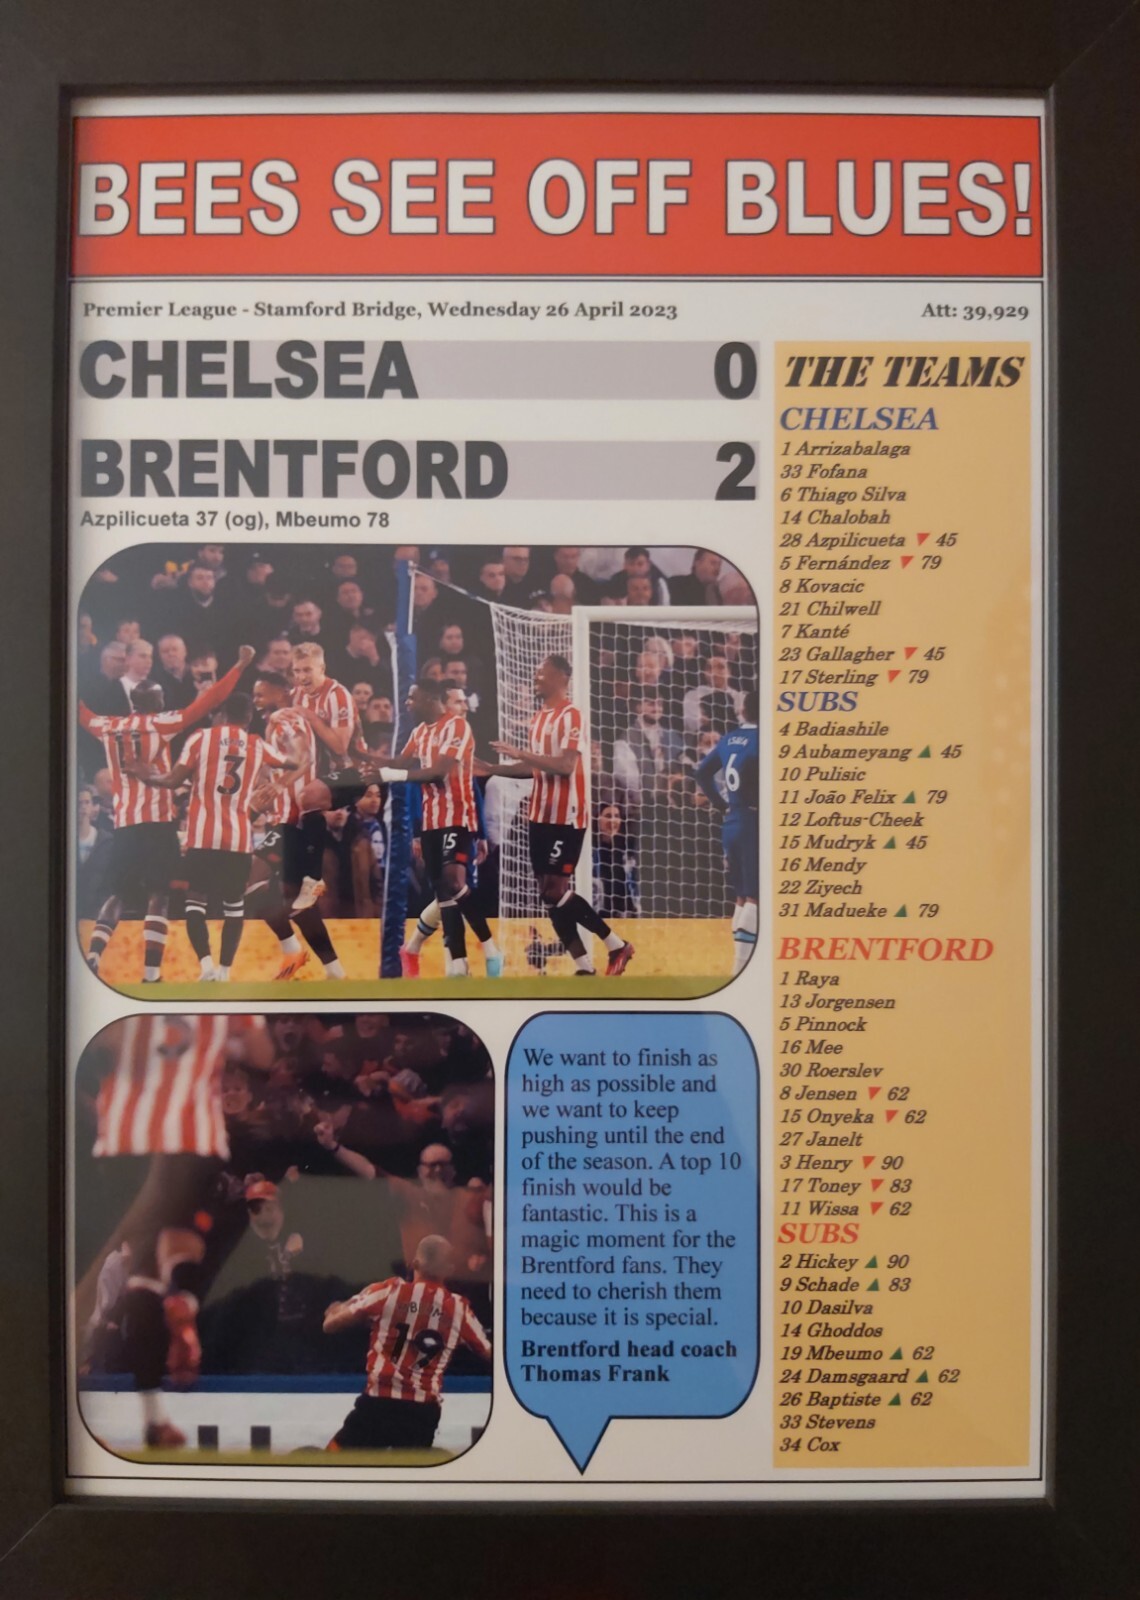 BEES SEE OFF BLUES!
Premier League - Stamford Bridge, Wednesday 26 April 2023
Att: 39,929
CHELSEA 0
BRENTFORD 2
Azpilicueta 37 (og), Mbeumo 78
11
3
23
15
5
6
19
We want to finish as
high as possible and
we want to keep
pushing until the end
of the season. A top 10
finish would be
fantastic. This is a
magic moment for the
Brentford fans. They
need to cherish them
because it is special.
Brentford head coach
Thomas Frank
THE TEAMS
CHELSEA
1 Arrizabalaga
33 Fofana
6 Thiago Silva
14 Chalobah
28 Azpilicueta ▼ 45
5 Fernández ▼ 79
8 Kovacic
21 Chilwell
7 Kanté
23 Gallagher ▼ 45
17 Sterling ▼ 79
SUBS
4 Badiashile
9 Aubameyang ▲ 45
10 Pulisic
11 João Felix ▲ 79
12 Loftus-Cheek
15 Mudryk ▲ 45
16 Mendy
22 Ziyech
31 Madueke ▲ 79
BRENTFORD
1 Raya
13 Jorgensen
5 Pinnock
16 Mee
30 Roerslev
8 Jensen ▼ 62
15 Onyeka ▼ 62
27 Janelt
3 Henry ▼ 90
17 Toney ▼ 83
11 Wissa ▼ 62
SUBS
2 Hickey ▲ 90
9 Schade ▲ 83
10 Dasilva
14 Ghoddos
19 Mbeumo ▲ 62
24 Damsgaard ▲ 62
26 Baptiste ▲ 62
33 Stevens
34 Cox